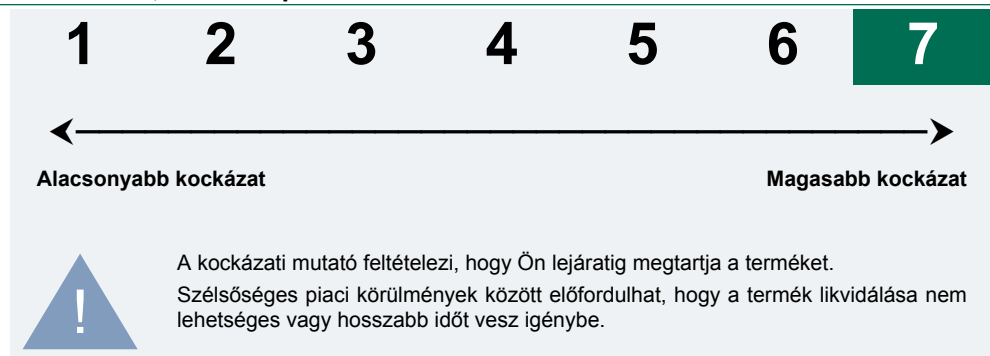 1 2 3 4 5 6 7
Alacsonyabb kockázat Magasabb kockázat
A kockázati mutató feltételezi, hogy Ön lejáratig megtartja a terméket.
Szélsőséges piaci körülmények között előfordulhat, hogy a termék likvidálása nem
lehetséges vagy hosszabb időt vesz igénybe.
!